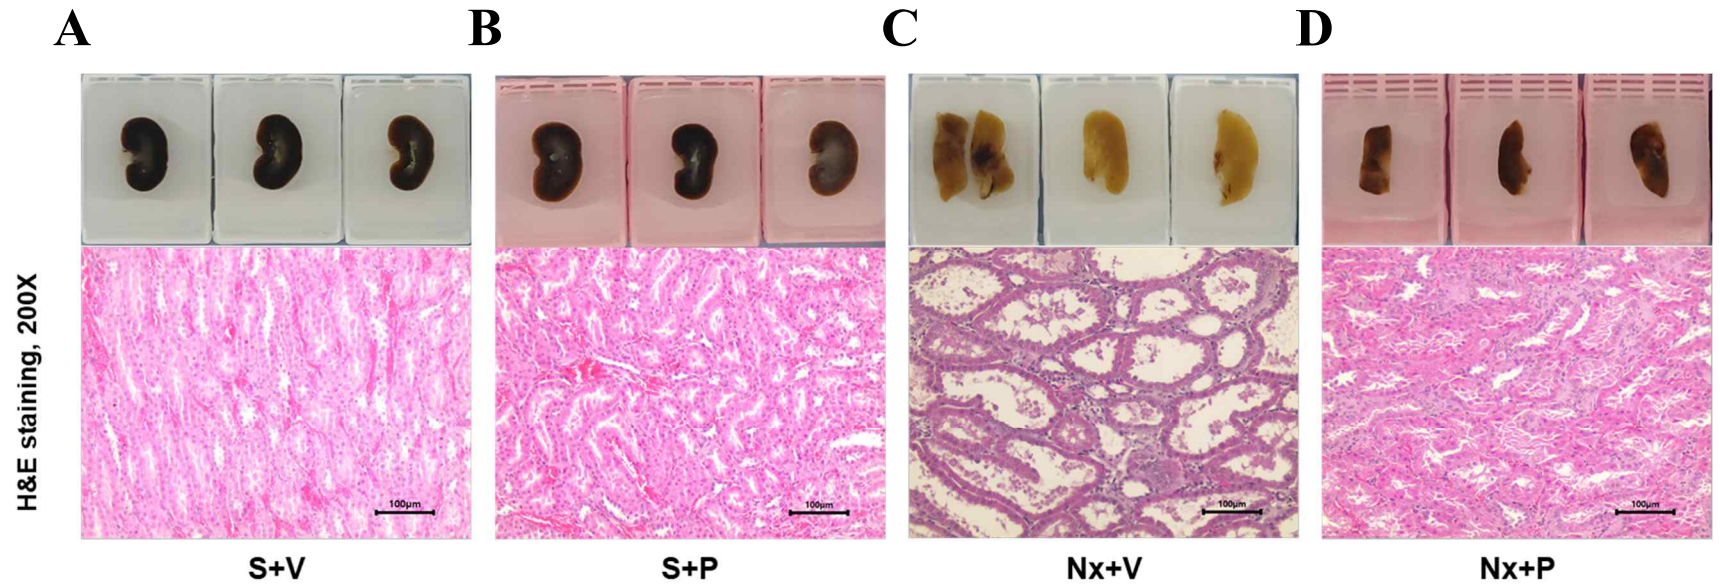 A
B
C
D
H&E staining, 200X
100µm
100µm
100µm
100µm
S+V
S+P
Nx+V
Nx+P